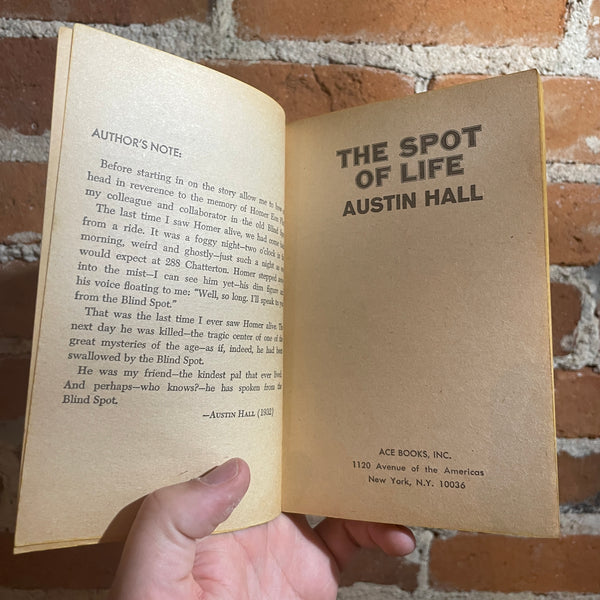 AUTHOR'S NOTE:
Before starting in on the story allow me to bow
head in reverence to the memory of Homer Eon
my colleague and collaborator in the old Blind
The last time I saw Homer alive, we had come
from a ride. It was a foggy night—two o'clock in
morning, weird and ghostly—just such a night as
would expect at 288 Chatterton. Homer stepped
into the mist—I can see him yet—his dim figure
his voice floating to me: "Well, so long. I'll speak to
from the Blind Spot."
That was the last time I ever saw Homer alive. The
next day he was killed—the tragic center of one of
great mysteries of the age—as if, indeed, he had been
swallowed by the Blind Spot.
He was my friend—the kindest pal that ever lived.
And perhaps—who knows?—he has spoken from the
Blind Spot.
—AUSTIN HALL (1932)
THE SPOT
OF LIFE
AUSTIN HALL
ACE BOOKS, INC.
1120 Avenue of the Americas
New York, N.Y. 10036